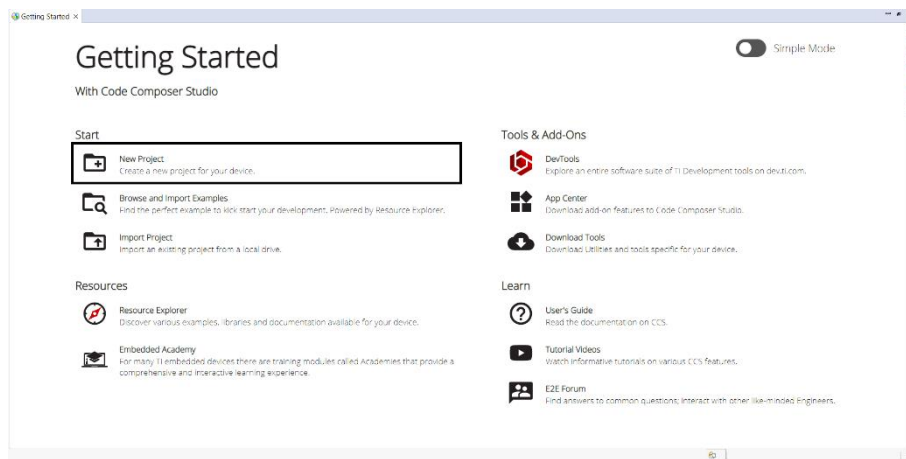 Getting Started
Getting Started
Simple Mode
With Code Composer Studio
Start
New Project
Create a new project for your device.
Browse and Import Examples
Find the perfect example to kick start your development. Powered by Resource Explorer.
Import Project
Import an existing project from a local drive.
Resources
Resource Explorer
Discover various examples, libraries and documentation available for your device.
Embedded Academy
For many TI embedded devices there are training modules called Academies that provide a
comprehensive and interactive learning experience.
Tools & Add-Ons
DevTools
Explore an entire software suite of TI Development tools on dev.ti.com.
App Center
Download add-on features to Code Composer Studio.
Download Tools
Download Utilities and tools specific for your device.
Learn
User's Guide
Read the documentation on CCS.
Tutorial Videos
Watch informative tutorials on various CCS features.
E2E Forum
Find answers to common questions; interact with other like-minded Engineers.